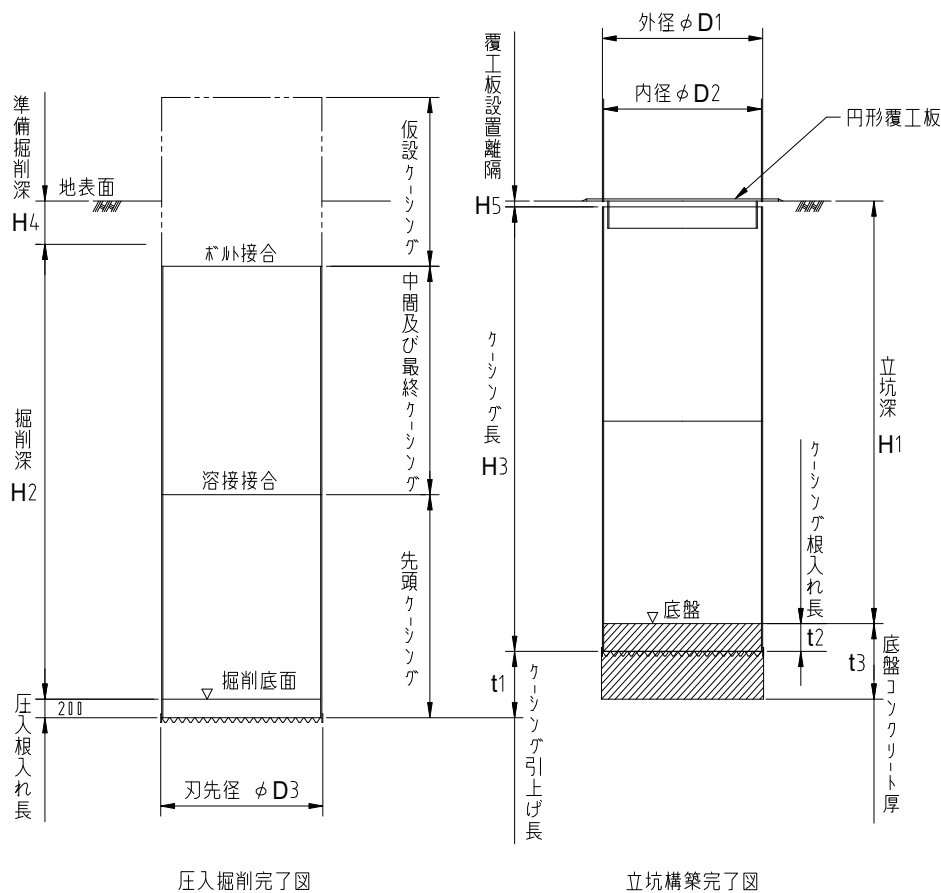 準備掘削深
H4
地表面
仮設ケーシング
ボルト接合
中間及び最終ケーシング
掘削深
H2
溶接接合
先頭ケーシング
掘削底面
200
圧入根入れ長
刃先径 φD3
圧入掘削完了図
外径φD1
内径φD2
覆工板設置離隔
H5
円形覆工板
ケーシング長
H3
立坑深
H1
ケーシング根入れ長
t2
底盤
t1
ケーシング引上げ長
t3
底盤コンクリート厚
立坑構築完了図